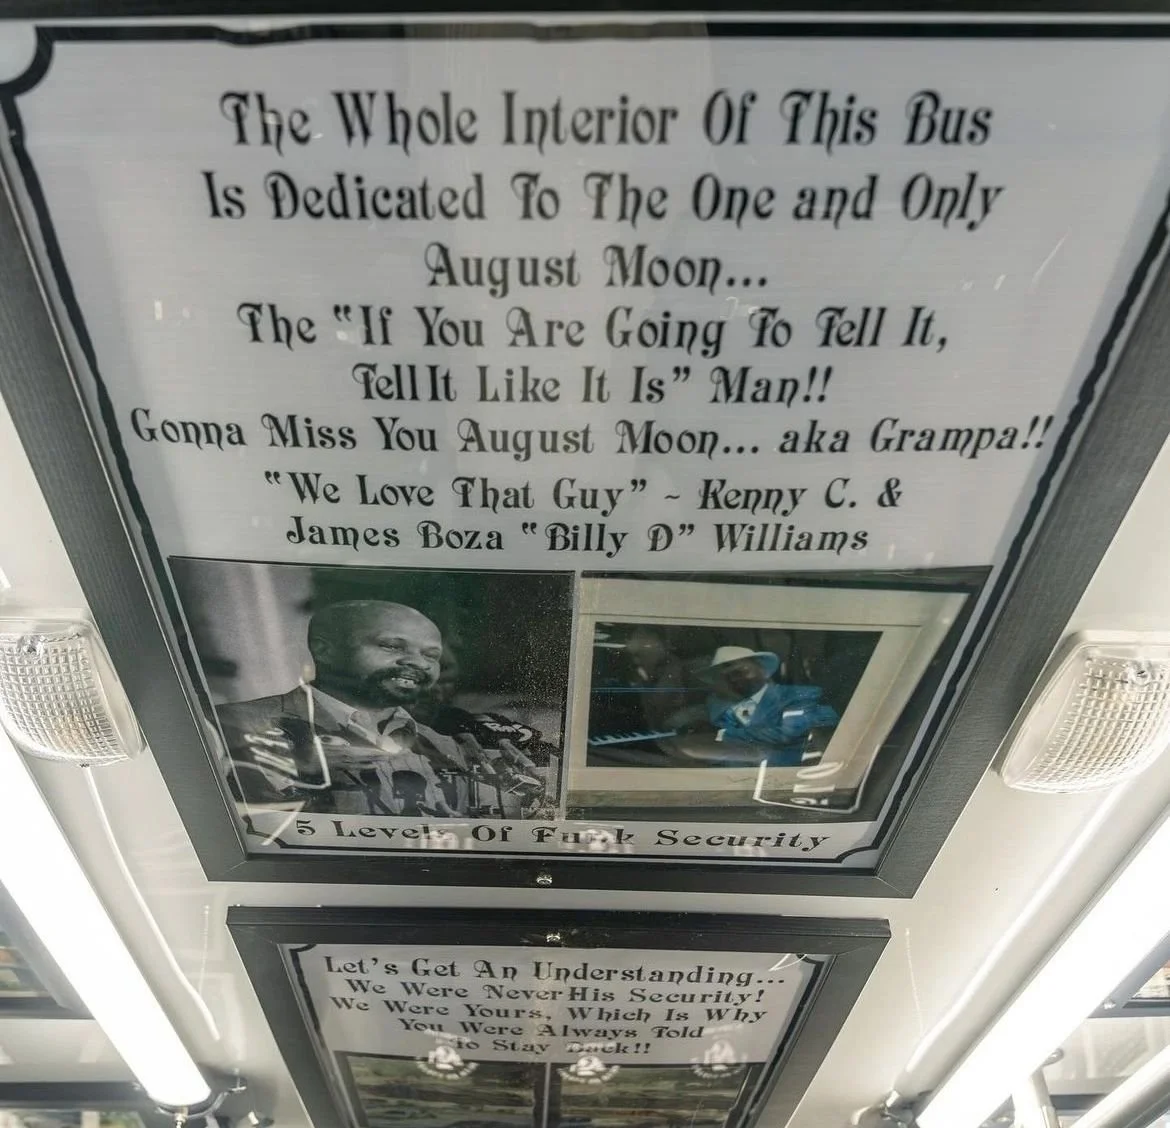 The Whole Interior Of This Bus
Is Dedicated To The One and Only
August Moon...
The "If You Are Going To Tell It,
Tell It Like It Is" Man!!
Gonna Miss You August Moon... aka Grampa!!
"We Love That Guy" ~ Kenny C. &
James Boza "Billy D" Williams
5 Levels Of Funk Security
Let's Get An Understanding...
We Were Never His Security!
We Were Yours, Which Is Why
You Were Always Told
To Stay Back!!